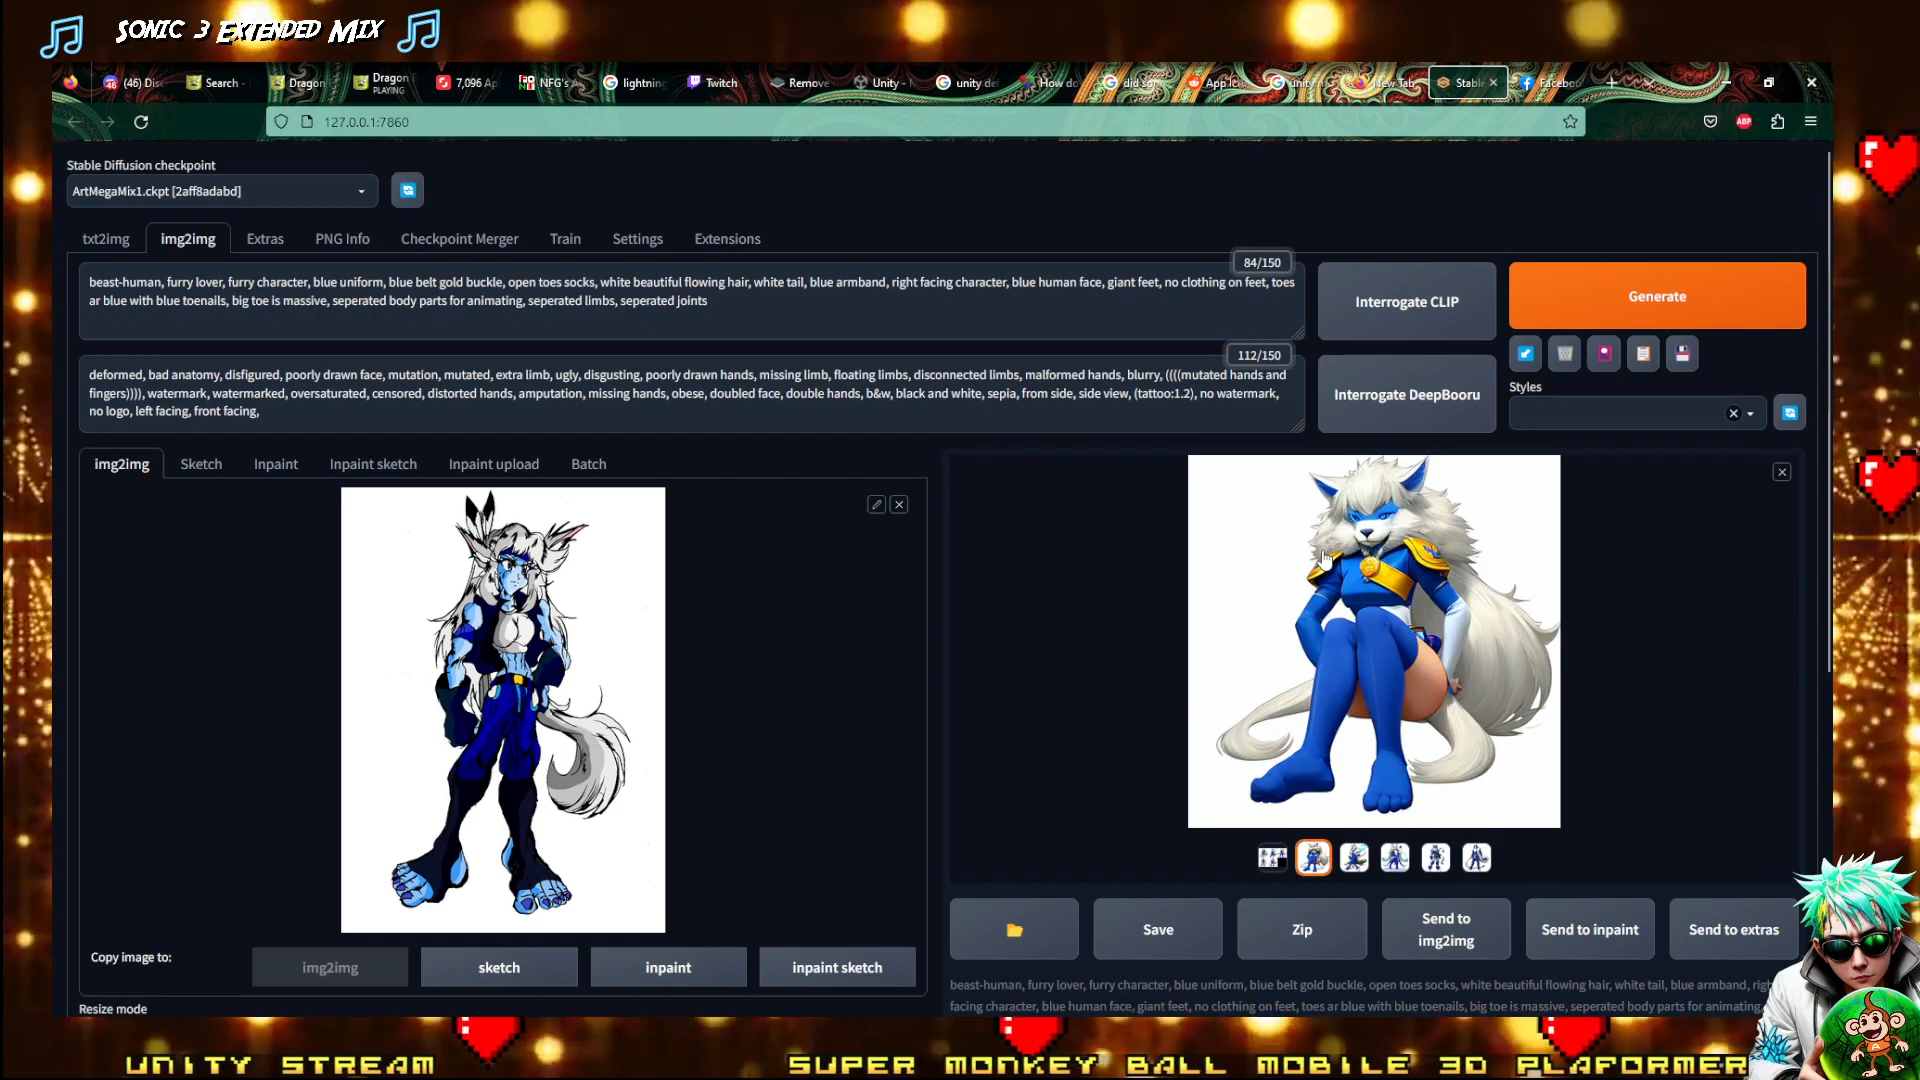 Sonic 3 Extended Mix
(46) Dis
Search -
Dragon
Dragon
PLAYING
7,096 Ap
NFG's A
lightning
Twitch
Remove
Unity -
unity de
How do
did so
App Ico
unity
New Tab
Stable
Facebo
127.0.0.1:7860
ABP
Stable Diffusion checkpoint
ArtMegaMix1.ckpt [2aff8adabd]
txt2img
img2img
Extras
PNG Info
Checkpoint Merger
Train
Settings
Extensions
84/150
beast-human, furry lover, furry character, blue uniform, blue belt gold buckle, open toes socks, white beautiful flowing hair, white tail, blue armband, right facing character, blue human face, giant feet, no clothing on feet, toes
ar blue with blue toenails, big toe is massive, seperated body parts for animating, seperated limbs, seperated joints
Interrogate CLIP
Generate
112/150
deformed, bad anatomy, disfigured, poorly drawn face, mutation, mutated, extra limb, ugly, disgusting, poorly drawn hands, missing limb, floating limbs, disconnected limbs, malformed hands, blurry, ((((mutated hands and
fingers)))), watermark, watermarked, oversaturated, censored, distorted hands, amputation, missing hands, obese, doubled face, double hands, b&w, black and white, sepia, from side, side view, (tattoo:1.2), no watermark,
no logo, left facing, front facing,
Interrogate DeepBooru
Styles
img2img
Sketch
Inpaint
Inpaint sketch
Inpaint upload
Batch
Copy image to:
img2img
sketch
inpaint
inpaint sketch
Resize mode
Save
Zip
Send to
img2img
Send to inpaint
Send to extras
beast-human, furry lover, furry character, blue uniform, blue belt gold buckle, open toes socks, white beautiful flowing hair, white tail, blue armband, right
facing character, blue human face, giant feet, no clothing on feet, toes ar blue with blue toenails, big toe is massive, seperated body parts for animating,
UNITY STREAM
SUPER MONKEY BALL MOBILE 3D PLAFORMER